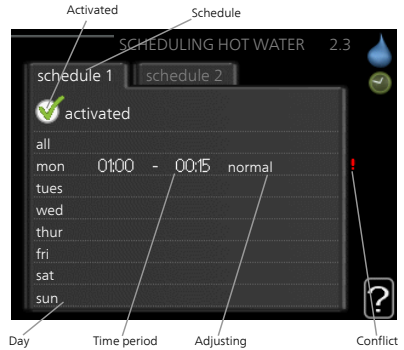 Activated
Schedule
SCHEDULING HOT WATER 2.3
schedule 1 schedule 2
activated
all
mon 01:00 - 00:15 normal !
tues
wed
thur
fri
sat
sun
?
Day Time period Adjusting Conflict